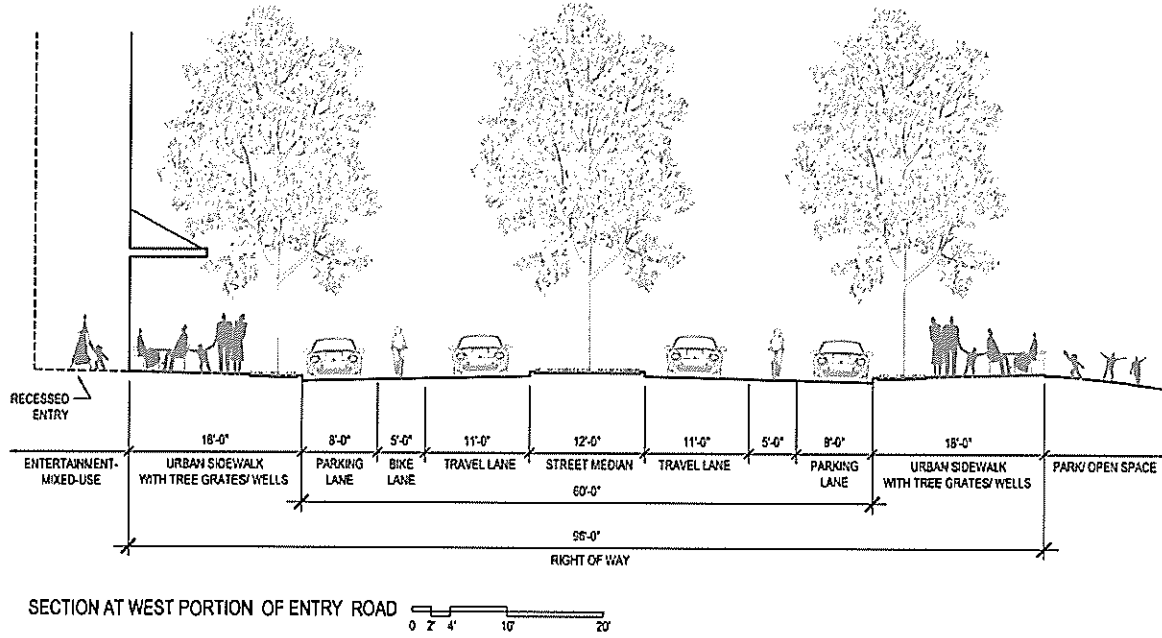 RECESSED
ENTRY
18'-0" 8'-0" 5'-0" 11'-0" 12'-0" 11'-0" 5'-0" 8'-0" 18'-0"
ENTERTAINMENT-
MIXED-USE
URBAN SIDEWALK
WITH TREE GRATES/ WELLS
PARKING
LANE
BIKE
LANE
TRAVEL LANE
STREET MEDIAN
TRAVEL LANE
PARKING
LANE
URBAN SIDEWALK
WITH TREE GRATES/ WELLS
PARK/ OPEN SPACE
60'-0"
96'-0"
RIGHT OF WAY
SECTION AT WEST PORTION OF ENTRY ROAD
0 2' 4' 10' 20'